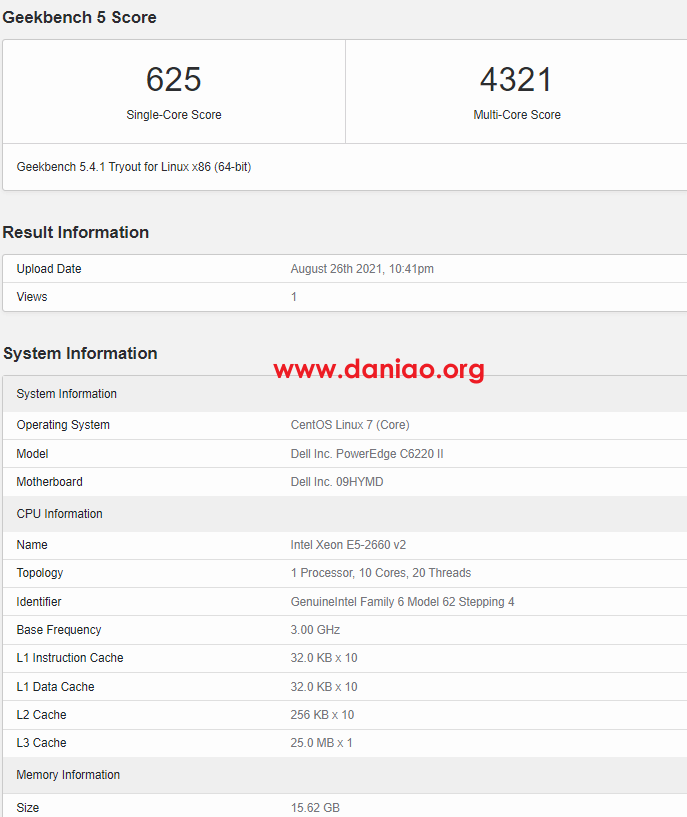 Geekbench 5 Score
625
4321
Single-Core Score
Multi-Core Score
Geekbench 5.4.1 Tryout for Linux x86 (64-bit)
Result Information
Upload Date August 26th 2021, 10:41pm
Views 1
System Information
www.daniao.org
System Information
Operating System CentOS Linux 7 (Core)
Model Dell Inc. PowerEdge C6220 II
Motherboard Dell Inc. 09HYMD
CPU Information
Name Intel Xeon E5-2660 v2
Topology 1 Processor, 10 Cores, 20 Threads
Identifier GenuineIntel Family 6 Model 62 Stepping 4
Base Frequency 3.00 GHz
L1 Instruction Cache 32.0 KB x 10
L1 Data Cache 32.0 KB x 10
L2 Cache 256 KB x 10
L3 Cache 25.0 MB x 1
Memory Information
Size 15.62 GB